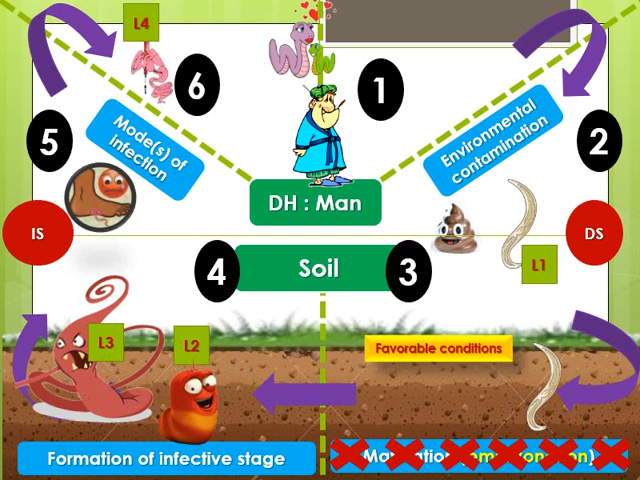 L4
6
1
5
Mode(s) of
infection
Environmental
contamination
2
DH : Man
IS
DS
4
Soil
3
L1
L3
L2
Favorable conditions
Formation of infective stage